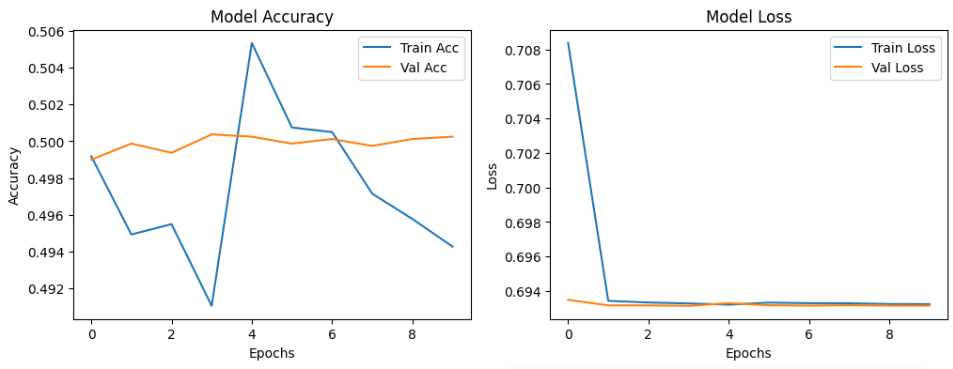 Model Accuracy
0.506
0.504
0.502
0.500
0.498
0.496
0.494
0.492
Accuracy
Train Acc
Val Acc
0 2 4 6 8
Epochs
Model Loss
0.708
0.706
0.704
0.702
0.700
0.698
0.696
0.694
Loss
Train Loss
Val Loss
0 2 4 6 8
Epochs